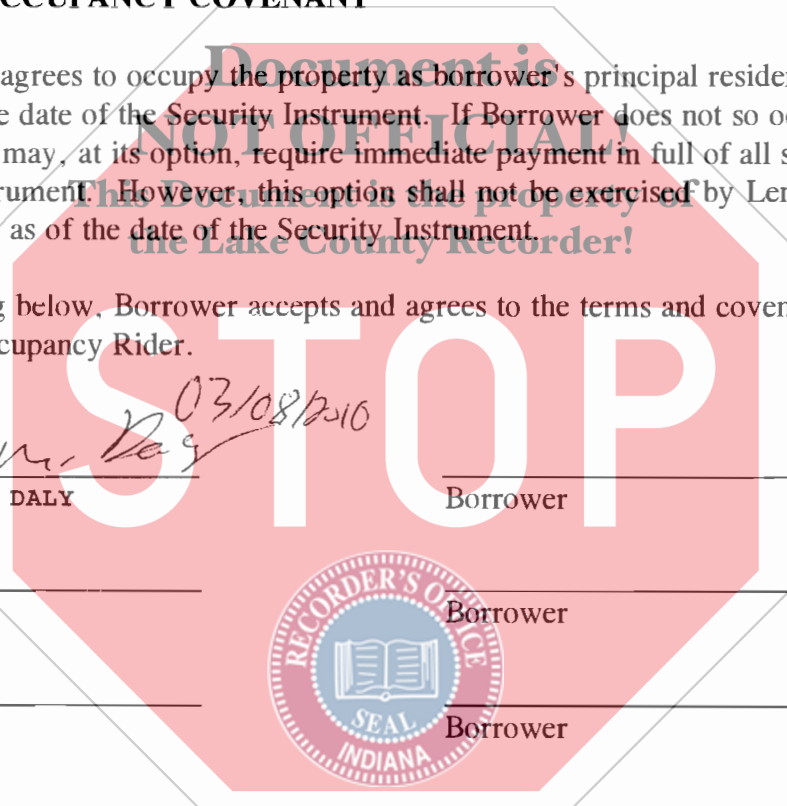 CCUPANCY COVENANT
Document is
agrees to occupy the property as borrower's principal residen
e date of the Security Instrument. If Borrower does not so oc
NOT OFFICIAL!
may, at its option, require immediate payment in full of all s
trument. However, this option shall not be exercised by Len
This Document is the property of
as of the date of the Security Instrument.
the Lake County Recorder!
g below, Borrower accepts and agrees to the terms and coven
ccupancy Rider.
STOP
03/08/2010
DALY
Borrower
Borrower
Borrower
RECORDER'S OFFICE
SEAL
INDIANA